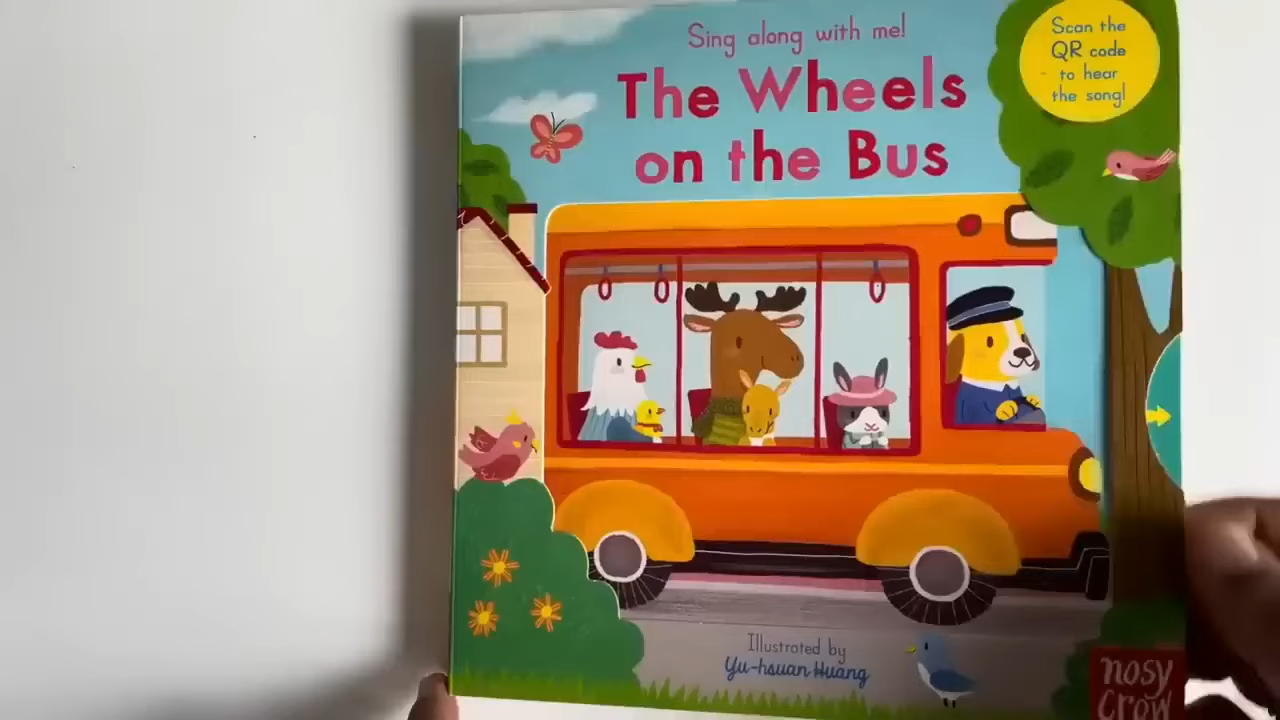 Sing along with me!
The Wheels
on the Bus
Scan the
QR code
to hear
the song!
Illustrated by
Yu-hsuan Huang
nosy
crow